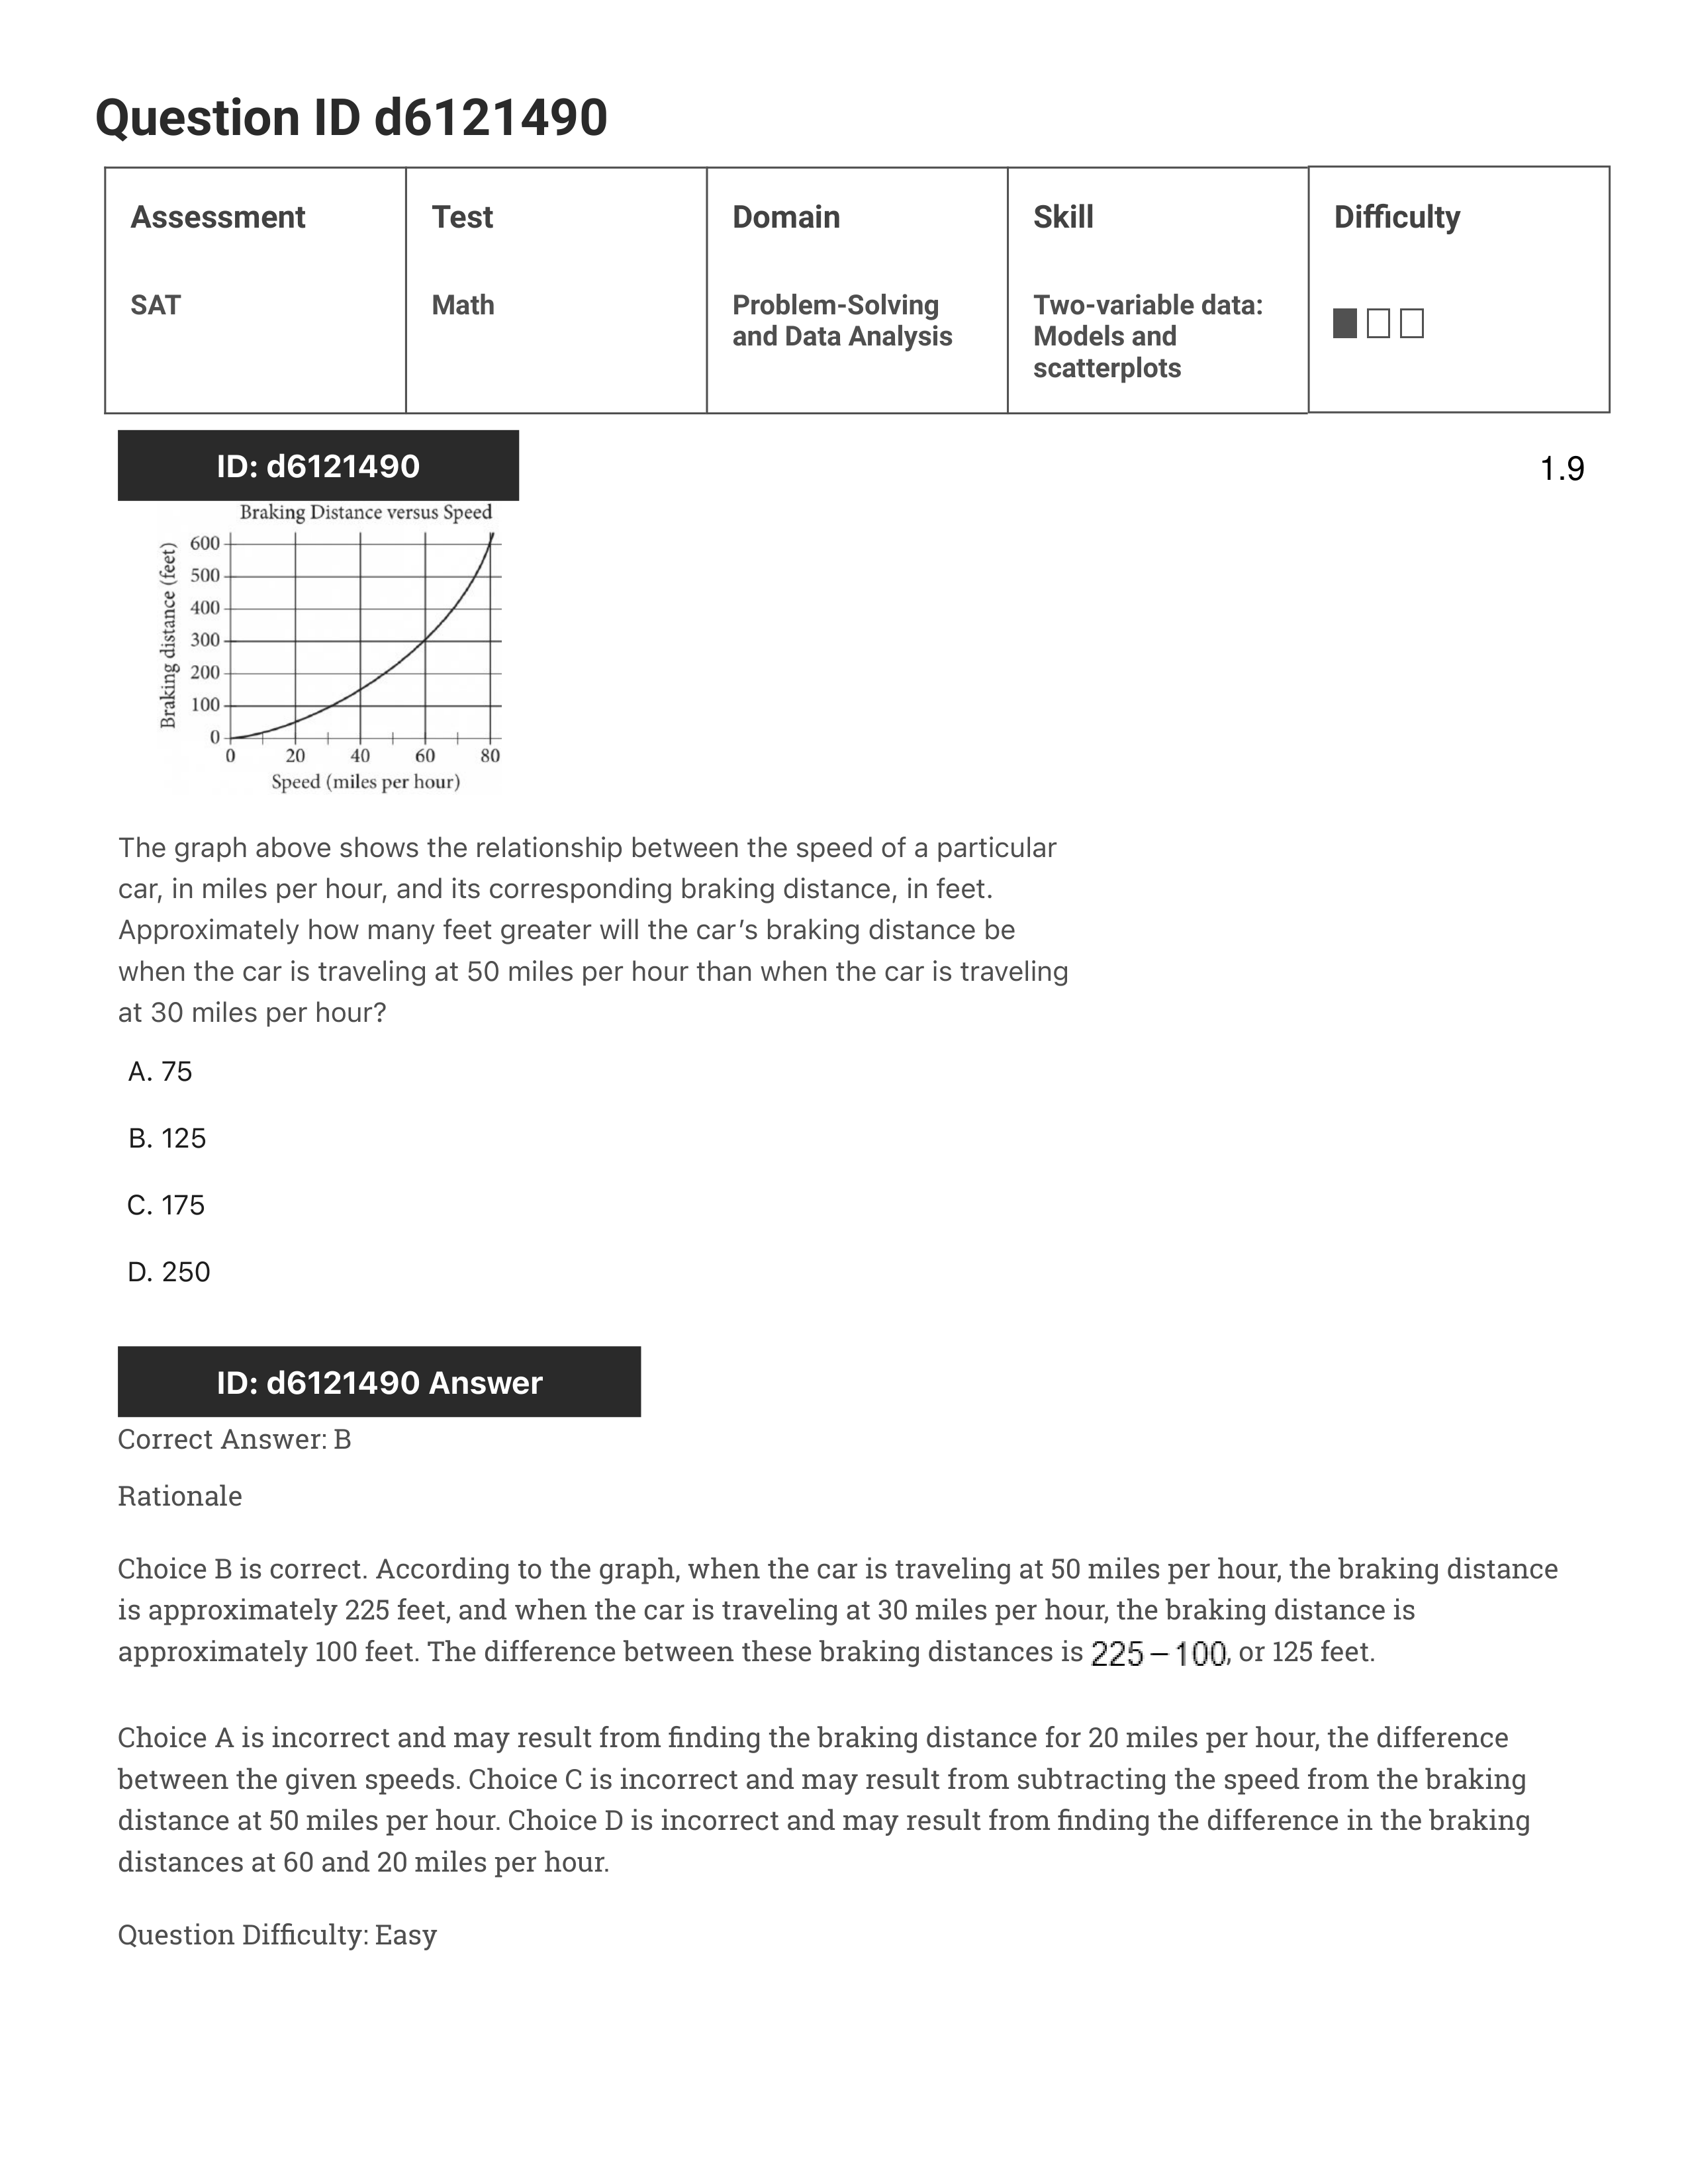 Question ID d6121490
Assessment
Test
Domain
Skill
Difficulty
SAT
Math
Problem-Solving
and Data Analysis
Two-variable data:
Models and
scatterplots
ID: d6121490
1.9
Braking Distance versus Speed
Braking distance (feet)
600
500
400
300
200
100
0
0 20 40 60 80
Speed (miles per hour)
The graph above shows the relationship between the speed of a particular
car, in miles per hour, and its corresponding braking distance, in feet.
Approximately how many feet greater will the car’s braking distance be
when the car is traveling at 50 miles per hour than when the car is traveling
at 30 miles per hour?
A. 75
B. 125
C. 175
D. 250
ID: d6121490 Answer
Correct Answer: B
Rationale
Choice B is correct. According to the graph, when the car is traveling at 50 miles per hour, the braking distance
is approximately 225 feet, and when the car is traveling at 30 miles per hour, the braking distance is
approximately 100 feet. The difference between these braking distances is 225 – 100, or 125 feet.
Choice A is incorrect and may result from finding the braking distance for 20 miles per hour, the difference
between the given speeds. Choice C is incorrect and may result from subtracting the speed from the braking
distance at 50 miles per hour. Choice D is incorrect and may result from finding the difference in the braking
distances at 60 and 20 miles per hour.
Question Difficulty: Easy